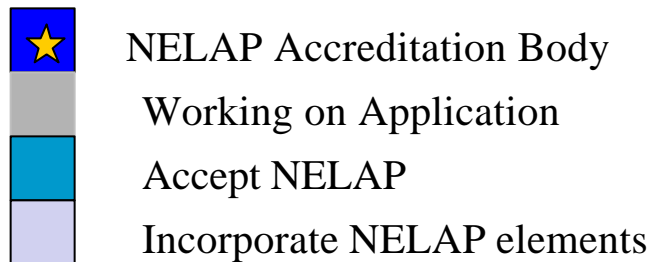 NELAP Accreditation Body
Working on Application
Accept NELAP
Incorporate NELAP elements